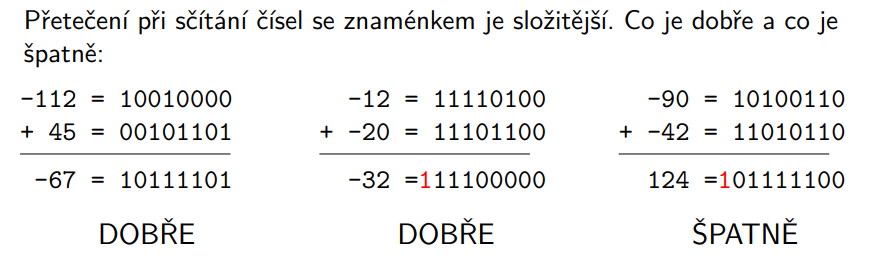 Přetečení při sčítání čísel se znaménkem je složitější. Co je dobře a co je
špatně:
-112 = 10010000
+ 45 = 00101101
-67 = 10111101
DOBŘE
-12 = 11110100
+ -20 = 11101100
-32 =111100000
DOBŘE
-90 = 10100110
+ -42 = 11010110
124 =101111100
ŠPATNĚ